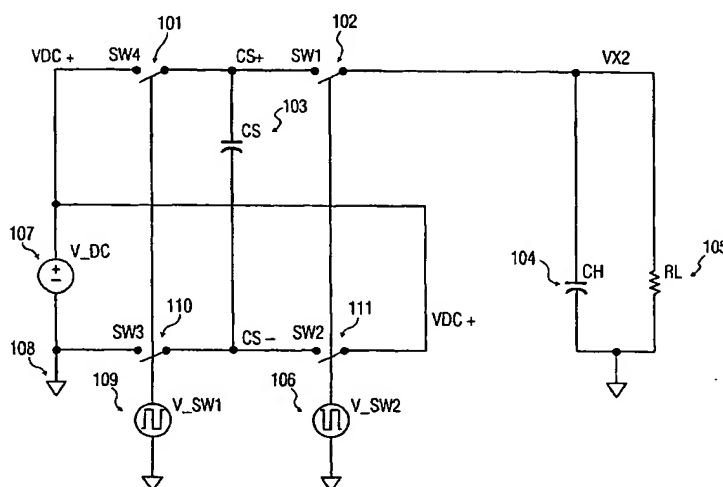 101
102
VDC +
SW4
CS+
SW1
VX2
CS
103
107
V_DC
104
CH
RL
105
110
111
VDC +
SW3
CS-
SW2
108
109
V_SW1
106
V_SW2